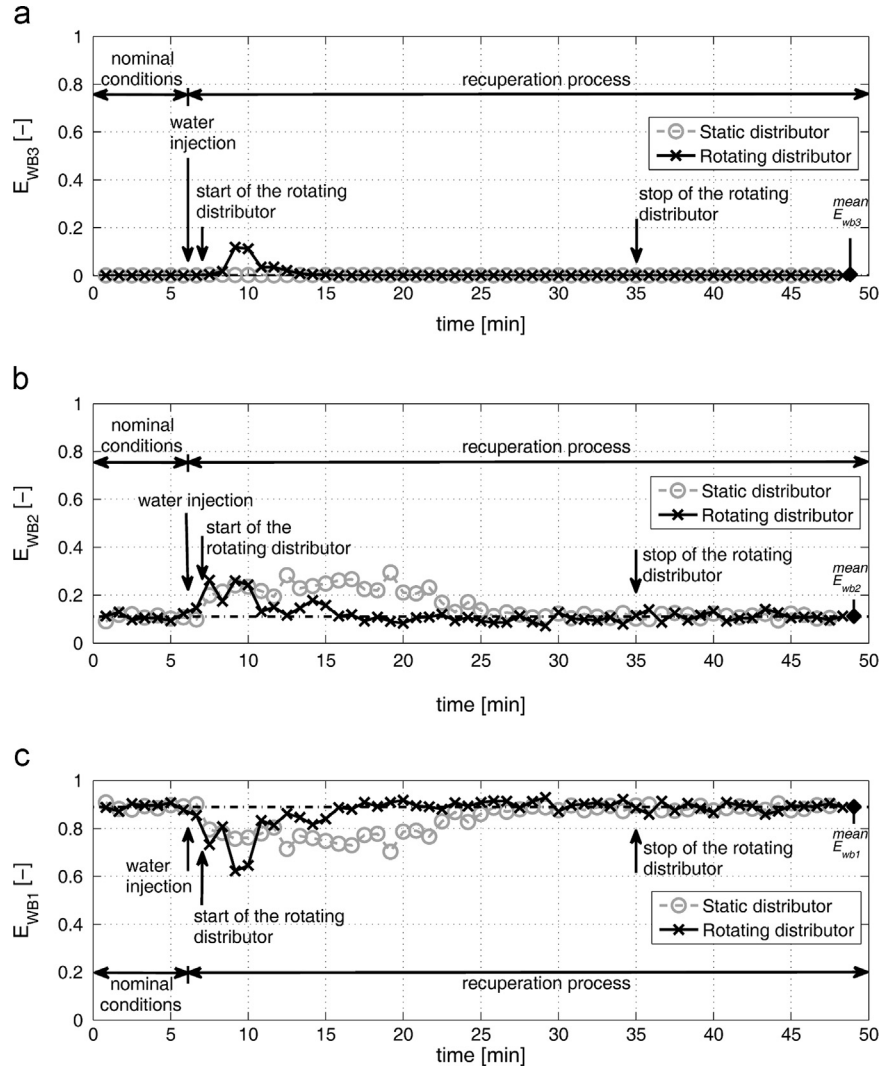 a
1
0.8
0.6
0.4
0.2
0
E_WB3 [−]
nominal
conditions
recuperation process
water
injection
start of the rotating
distributor
stop of the rotating
distributor
Static distributor
Rotating distributor
mean
E_wb3
0 5 10 15 20 25 30 35 40 45 50
time [min]
b
1
0.8
0.6
0.4
0.2
0
E_WB2 [−]
nominal
conditions
recuperation process
water injection
start of the
rotating distributor
stop of the rotating
distributor
Static distributor
Rotating distributor
mean
E_wb2
0 5 10 15 20 25 30 35 40 45 50
time [min]
c
1
0.8
0.6
0.4
0.2
0
E_WB1 [−]
water
injection
start of the rotating
distributor
stop of the rotating
distributor
mean
E_wb1
Static distributor
Rotating distributor
nominal
conditions
recuperation process
0 5 10 15 20 25 30 35 40 45 50
time [min]